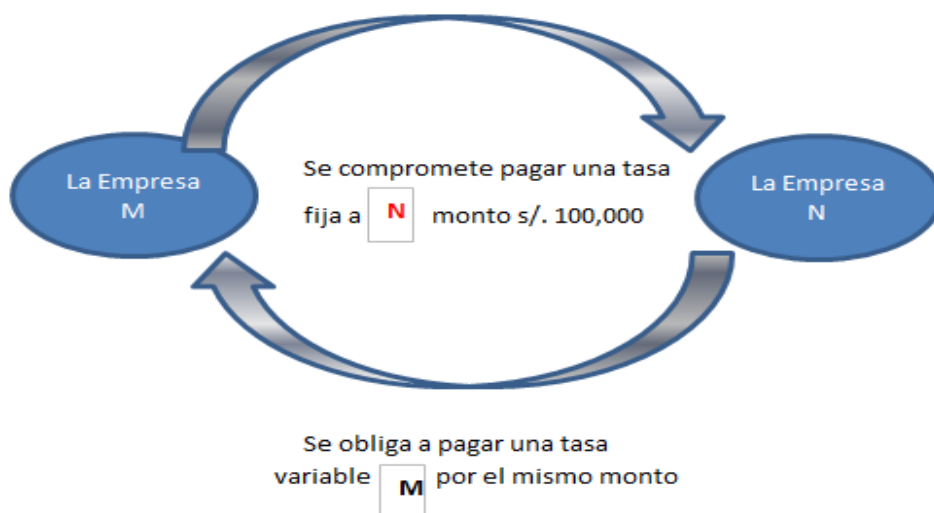 La Empresa
M
Se compromete pagar una tasa
fija a N monto s/. 100,000
La Empresa
N
Se obliga a pagar una tasa
variable M por el mismo monto